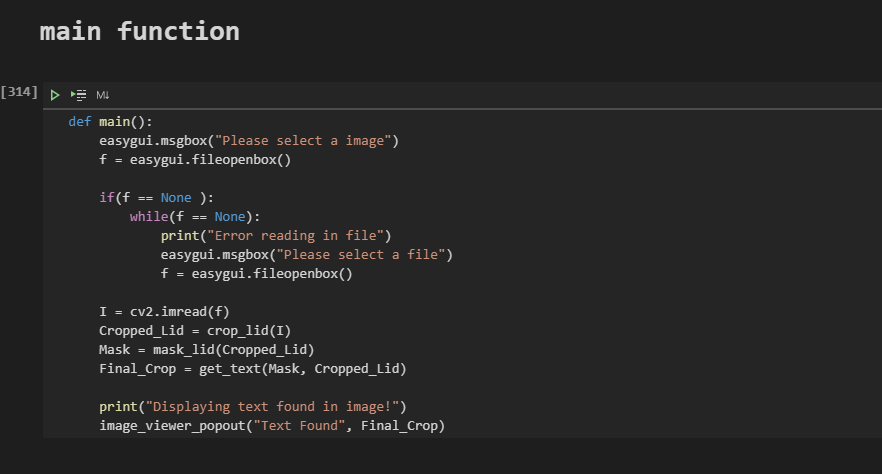 main function
[314]
M↓
def main():
    easygui.msgbox("Please select a image")
    f = easygui.fileopenbox()
    if(f == None ):
        while(f == None):
            print("Error reading in file")
            easygui.msgbox("Please select a file")
            f = easygui.fileopenbox()
    I = cv2.imread(f)
    Cropped_Lid = crop_lid(I)
    Mask = mask_lid(Cropped_Lid)
    Final_Crop = get_text(Mask, Cropped_Lid)
    print("Displaying text found in image!")
    image_viewer_popout("Text Found", Final_Crop)